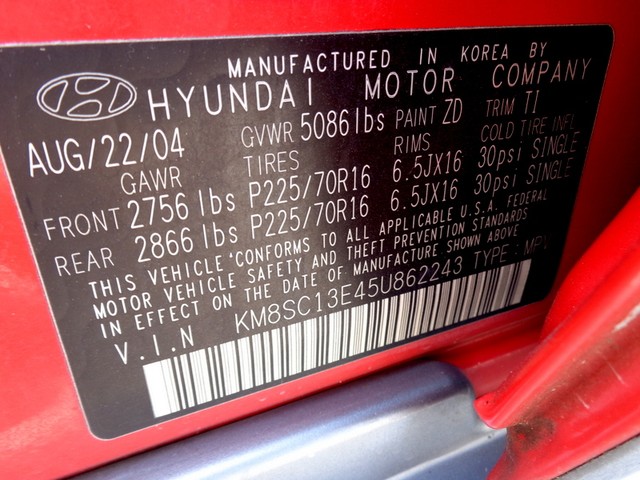 MANUFACTURED IN KOREA BY
HYUNDAI MOTOR COMPANY
AUG/22/04 GVWR 5086 lbs PAINT ZD TRIM TI
GAWR TIRES RIMS COLD TIRE INFL
FRONT 2756 lbs P225/70R16 6.5JX16 30psi SINGLE
REAR 2866 lbs P225/70R16 6.5JX16 30psi SINGLE
THIS VEHICLE CONFORMS TO ALL APPLICABLE U.S.A. FEDERAL
MOTOR VEHICLE SAFETY AND THEFT PREVENTION STANDARDS
IN EFFECT ON THE DATE OF MANUFACTURE SHOWN ABOVE
V.I.N KM8SC13E45U862243 TYPE : MPV